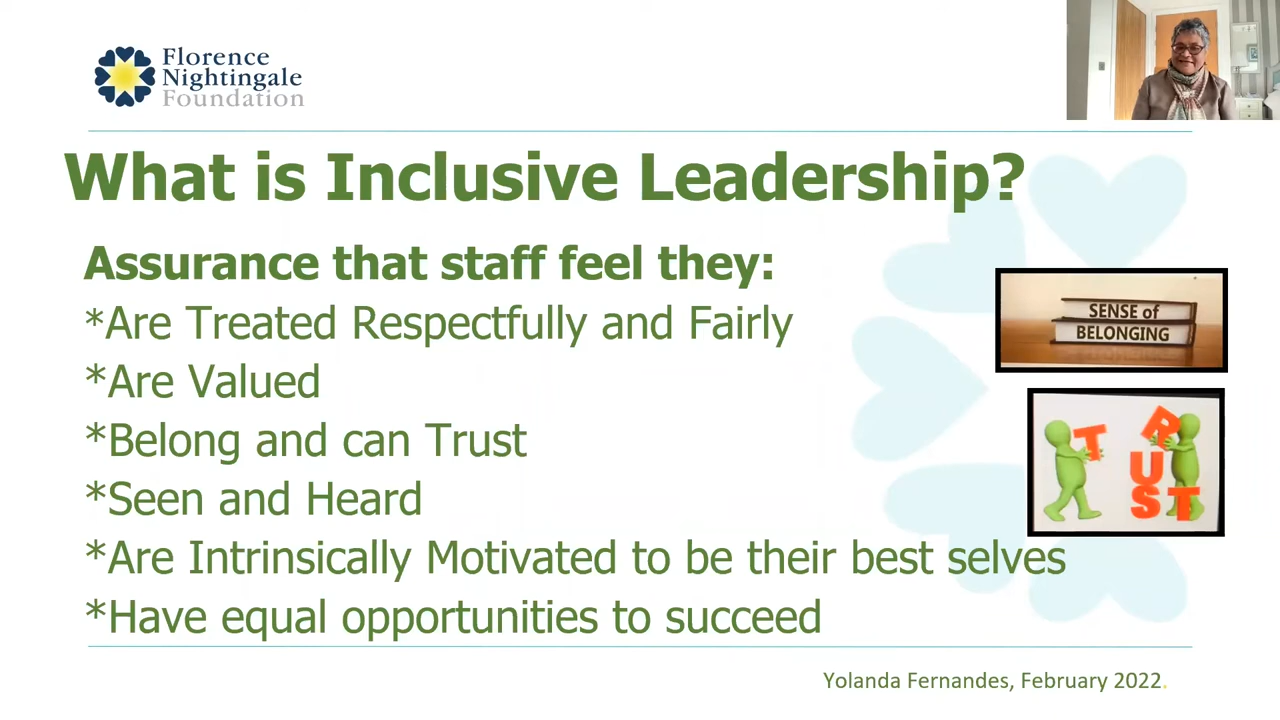 Florence
Nightingale
Foundation
What is Inclusive Leadership?
Assurance that staff feel they:
*Are Treated Respectfully and Fairly
*Are Valued
*Belong and can Trust
*Seen and Heard
*Are Intrinsically Motivated to be their best selves
*Have equal opportunities to succeed
SENSE of
BELONGING
TRUST
Yolanda Fernandes, February 2022.